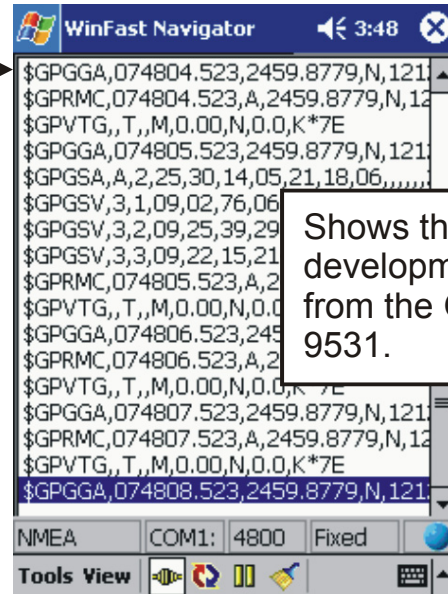 WinFast Navigator 3:48
$GPGGA,074804.523,2459.8779,N,121
$GPRMC,074804.523,A,2459.8779,N,12
$GPVTG,,T,,M,0.00,N,0.0,K*7E
$GPGGA,074805.523,2459.8779,N,121
$GPGSA,A,2,25,30,14,05,21,18,06,,,,,,
$GPGSV,3,1,09,02,76,06
$GPGSV,3,2,09,25,39,29
$GPGSV,3,3,09,22,15,21
$GPRMC,074805.523,A,2
$GPVTG,,T,,M,0.00,N,0.0
$GPGGA,074806.523,245
$GPRMC,074806.523,A,2
$GPVTG,,T,,M,0.00,N,0.0,K*7E
$GPGGA,074807.523,2459.8779,N,121
$GPRMC,074807.523,A,2459.8779,N,12
$GPVTG,,T,,M,0.00,N,0.0,K*7E
$GPGGA,074808.523,2459.8779,N,121
Shows th
developm
from the
9531.
NMEA COM1: 4800 Fixed
Tools View